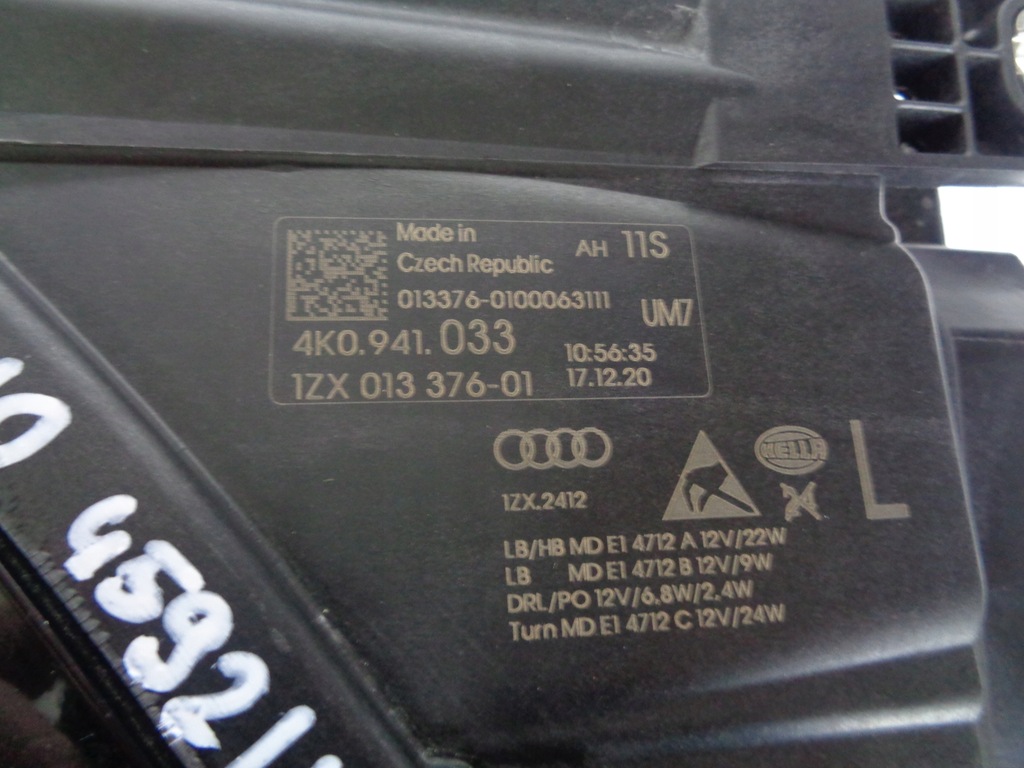 Made in
Czech Republic
AH 11S
013376-0100063111
UM7
4K0.941.033
10:56:35
1ZX 013 376-01
17.12.20
1ZX.2412
HELLA
L
LB/HB MD E1 4712 A 12V/22W
LB MD E1 4712 B 12V/9W
DRL/PO 12V/6.8W/2.4W
Turn MD E1 4712 C 12V/24W
4592